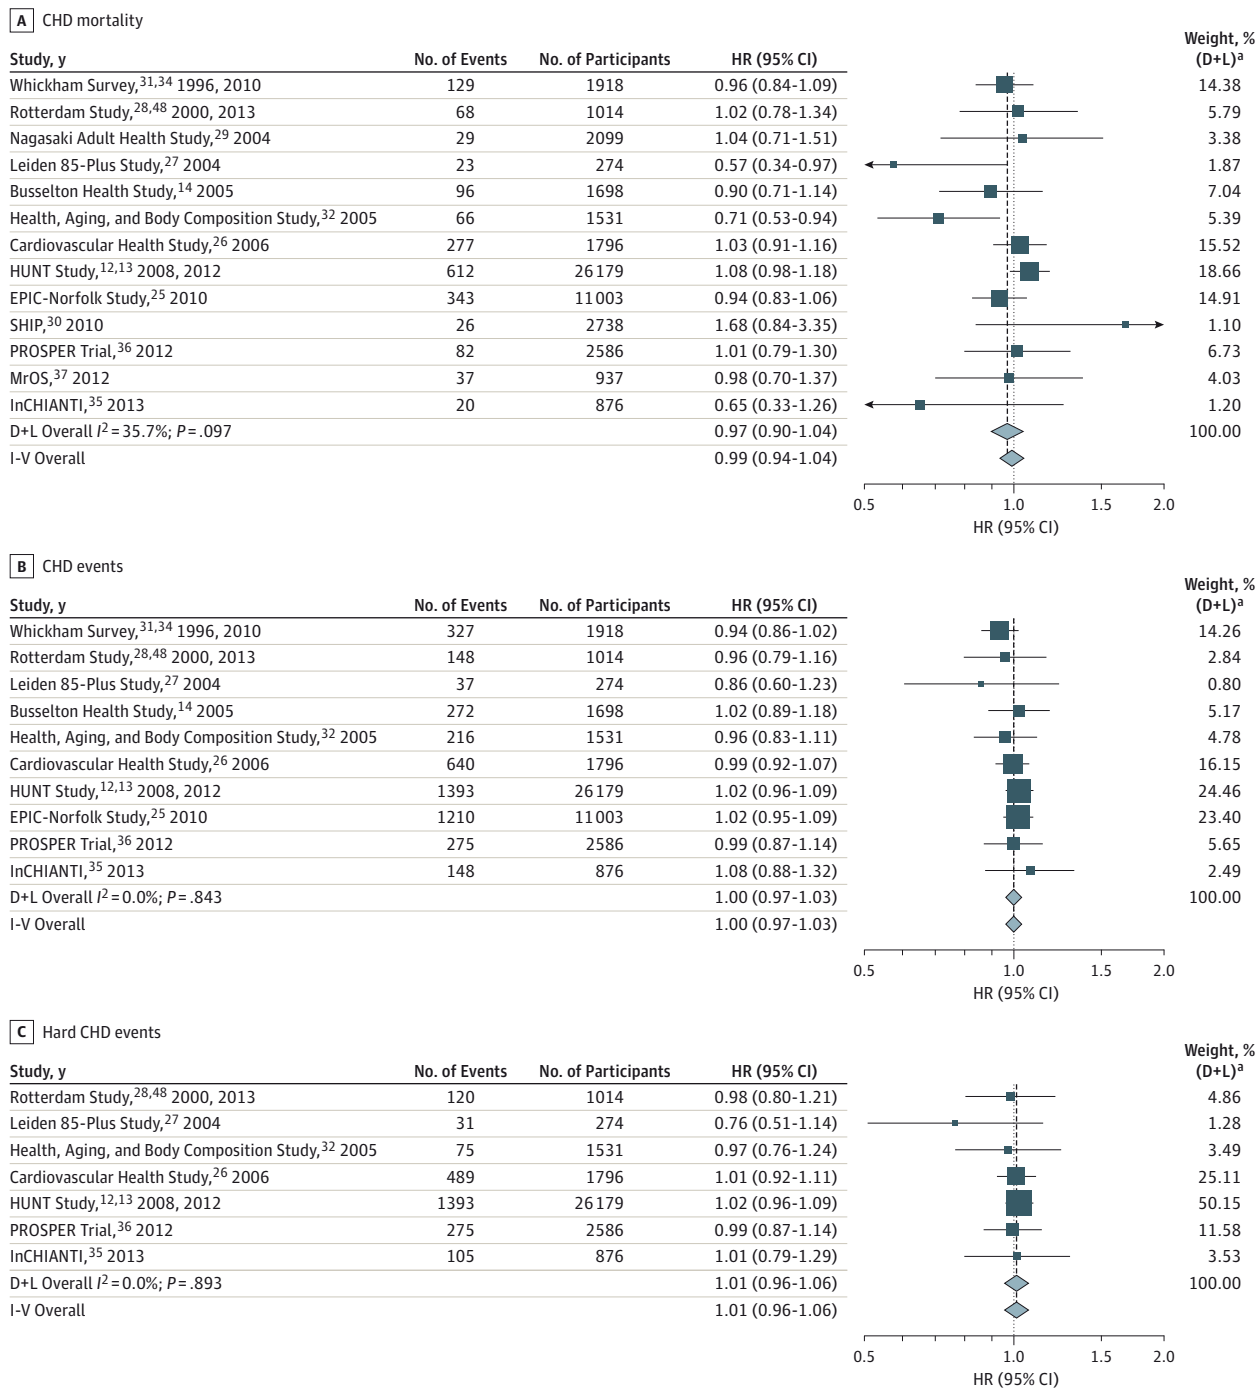 A CHD mortality
Study, y No. of Events No. of Participants HR (95% CI) Weight, % (D+L)a
Whickham Survey,31,34 1996, 2010 129 1918 0.96 (0.84-1.09) 14.38
Rotterdam Study,28,48 2000, 2013 68 1014 1.02 (0.78-1.34) 5.79
Nagasaki Adult Health Study,29 2004 29 2099 1.04 (0.71-1.51) 3.38
Leiden 85-Plus Study,27 2004 23 274 0.57 (0.34-0.97) 1.87
Busselton Health Study,14 2005 96 1698 0.90 (0.71-1.14) 7.04
Health, Aging, and Body Composition Study,32 2005 66 1531 0.71 (0.53-0.94) 5.39
Cardiovascular Health Study,26 2006 277 1796 1.03 (0.91-1.16) 15.52
HUNT Study,12,13 2008, 2012 612 26179 1.08 (0.98-1.18) 18.66
EPIC-Norfolk Study,25 2010 343 11003 0.94 (0.83-1.06) 14.91
SHIP,30 2010 26 2738 1.68 (0.84-3.35) 1.10
PROSPER Trial,36 2012 82 2586 1.01 (0.79-1.30) 6.73
MrOS,37 2012 37 937 0.98 (0.70-1.37) 4.03
InCHIANTI,35 2013 20 876 0.65 (0.33-1.26) 1.20
D+L Overall I2 = 35.7%; P = .097 0.97 (0.90-1.04) 100.00
I-V Overall 0.99 (0.94-1.04)
0.5 1.0 1.5 2.0
HR (95% CI)
B CHD events
Study, y No. of Events No. of Participants HR (95% CI) Weight, % (D+L)a
Whickham Survey,31,34 1996, 2010 327 1918 0.94 (0.86-1.02) 14.26
Rotterdam Study,28,48 2000, 2013 148 1014 0.96 (0.79-1.16) 2.84
Leiden 85-Plus Study,27 2004 37 274 0.86 (0.60-1.23) 0.80
Busselton Health Study,14 2005 272 1698 1.02 (0.89-1.18) 5.17
Health, Aging, and Body Composition Study,32 2005 216 1531 0.96 (0.83-1.11) 4.78
Cardiovascular Health Study,26 2006 640 1796 0.99 (0.92-1.07) 16.15
HUNT Study,12,13 2008, 2012 1393 26179 1.02 (0.96-1.09) 24.46
EPIC-Norfolk Study,25 2010 1210 11003 1.02 (0.95-1.09) 23.40
PROSPER Trial,36 2012 275 2586 0.99 (0.87-1.14) 5.65
InCHIANTI,35 2013 148 876 1.08 (0.88-1.32) 2.49
D+L Overall I2 = 0.0%; P = .843 1.00 (0.97-1.03) 100.00
I-V Overall 1.00 (0.97-1.03)
0.5 1.0 1.5 2.0
HR (95% CI)
C Hard CHD events
Study, y No. of Events No. of Participants HR (95% CI) Weight, % (D+L)a
Rotterdam Study,28,48 2000, 2013 120 1014 0.98 (0.80-1.21) 4.86
Leiden 85-Plus Study,27 2004 31 274 0.76 (0.51-1.14) 1.28
Health, Aging, and Body Composition Study,32 2005 75 1531 0.97 (0.76-1.24) 3.49
Cardiovascular Health Study,26 2006 489 1796 1.01 (0.92-1.11) 25.11
HUNT Study,12,13 2008, 2012 1393 26179 1.02 (0.96-1.09) 50.15
PROSPER Trial,36 2012 275 2586 0.99 (0.87-1.14) 11.58
InCHIANTI,35 2013 105 876 1.01 (0.79-1.29) 3.53
D+L Overall I2 = 0.0%; P = .893 1.01 (0.96-1.06) 100.00
I-V Overall 1.01 (0.96-1.06)
0.5 1.0 1.5 2.0
HR (95% CI)